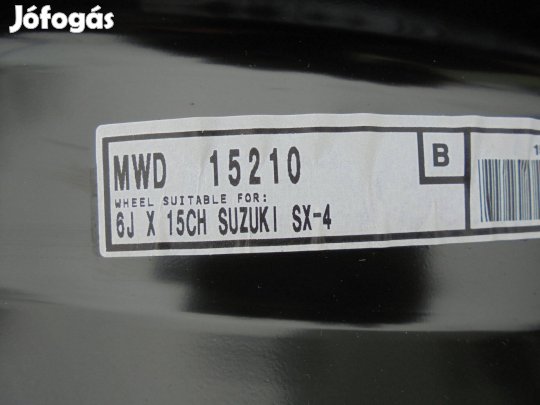 Jófogás
MWD 15210
B
WHEEL SUITABLE FOR:
6J X 15CH SUZUKI SX-4